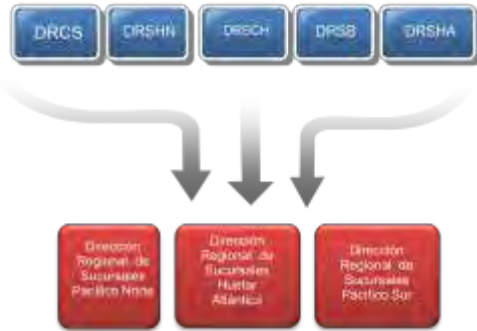 DRCS
DRSHN
DRSCH
DRSB
DRSHA
Dirección
Regional de
Sucursales
Pacífico Norte
Dirección
Regional de
Sucursales
Huetar
Atlántica
Dirección
Regional de
Sucursales
Pacífico Sur